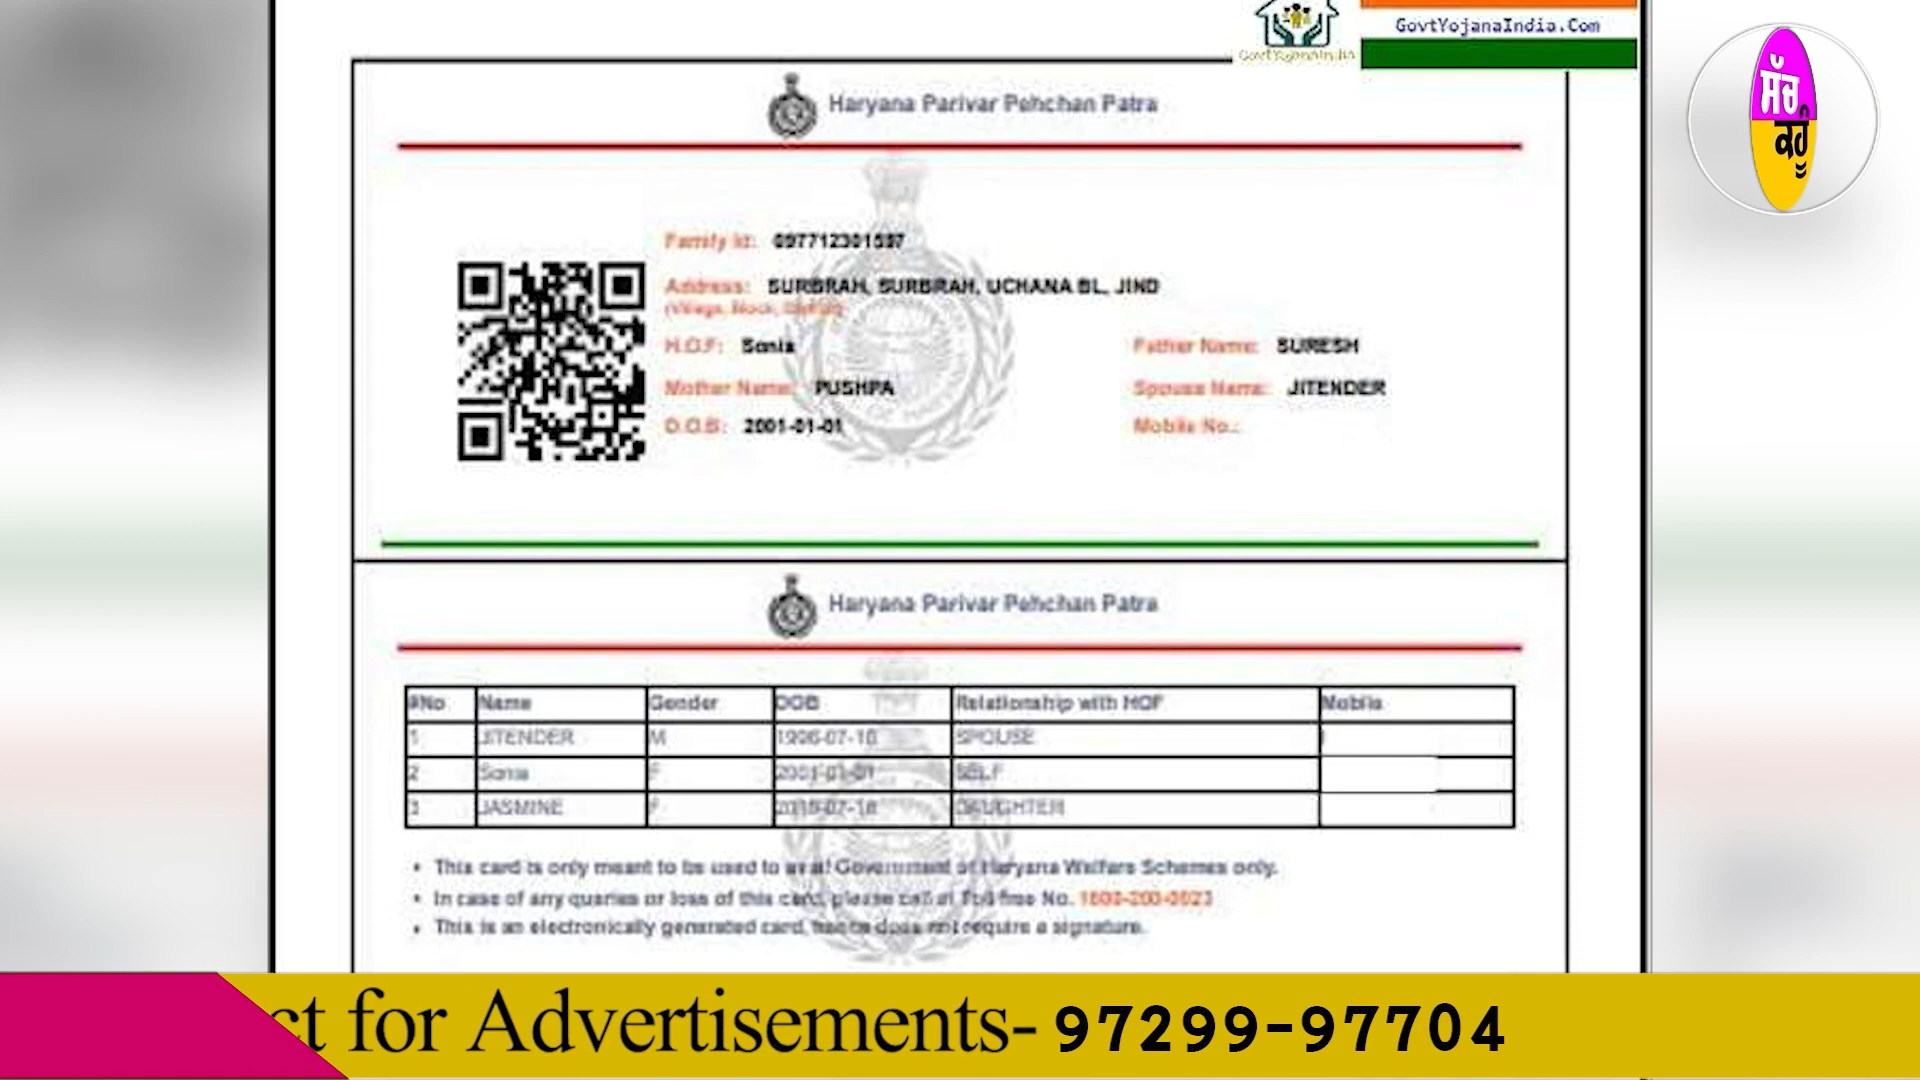 GovtYojanaIndia.Com
GovtYojanaIndia
ਸੱਚ
ਕਹੂੰ
Haryana Parivar Pehchan Patra
Family Id:
Address: SURBRAH, SURBRAH, UCHANA BL, JIND
(Village, Block, District)
H.O.F: Sonia Father Name: SURESH
Mother Name: PUSHPA Spouse Name: JITENDER
D.O.B: 2001-01-01 Mobile No.:
Haryana Parivar Pehchan Patra
#No Name Gender DOB Relationship with HOF Mobile
1 JITENDER M SPOUSE
2 Sonia F 2001-01-01 SELF
3 JASMINE F DAUGHTER
• This card is only meant to be used to avail Government of Haryana Welfare Schemes only.
• In case of any queries or loss of this card, please call at Toll free No.
• This is an electronically generated card, hence does not require a signature.
ct for Advertisements- 97299-97704